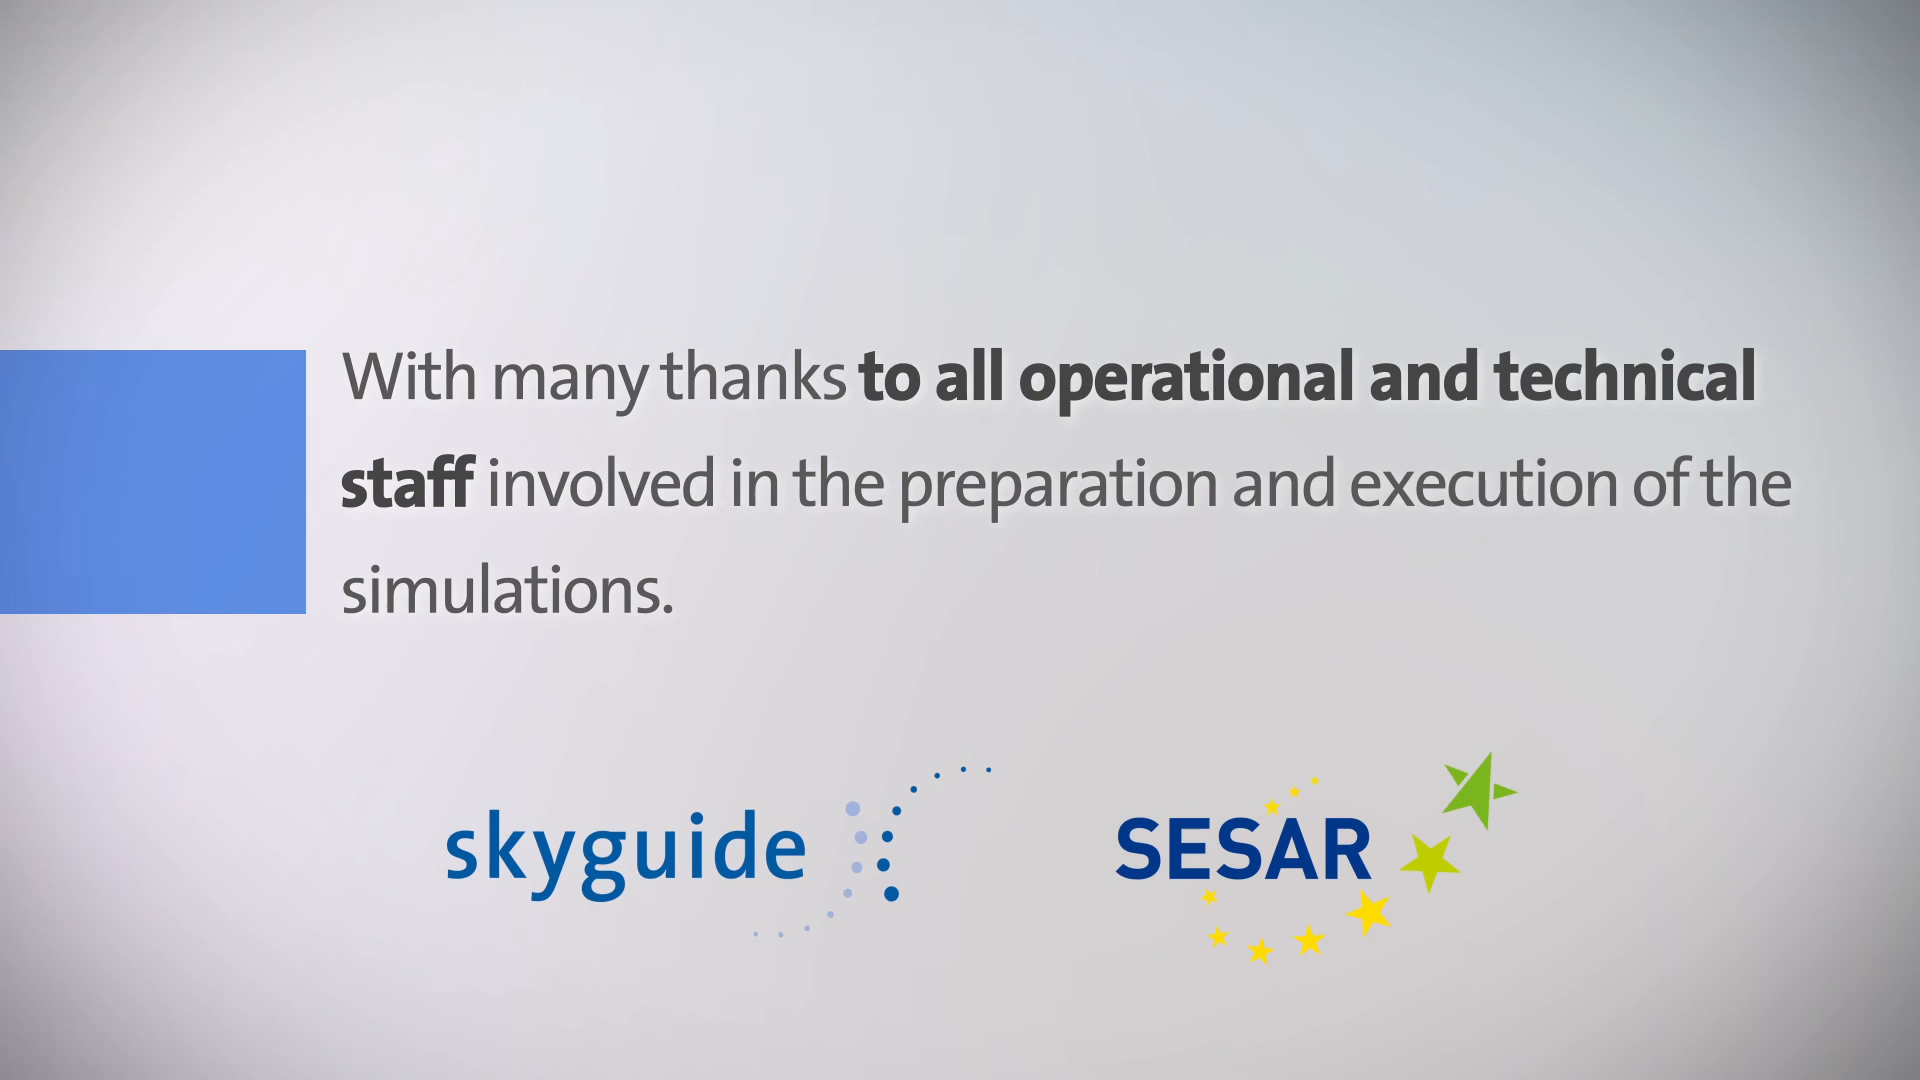 With many thanks to all operational and technical
staff involved in the preparation and execution of the
simulations.
skyguide
SESAR